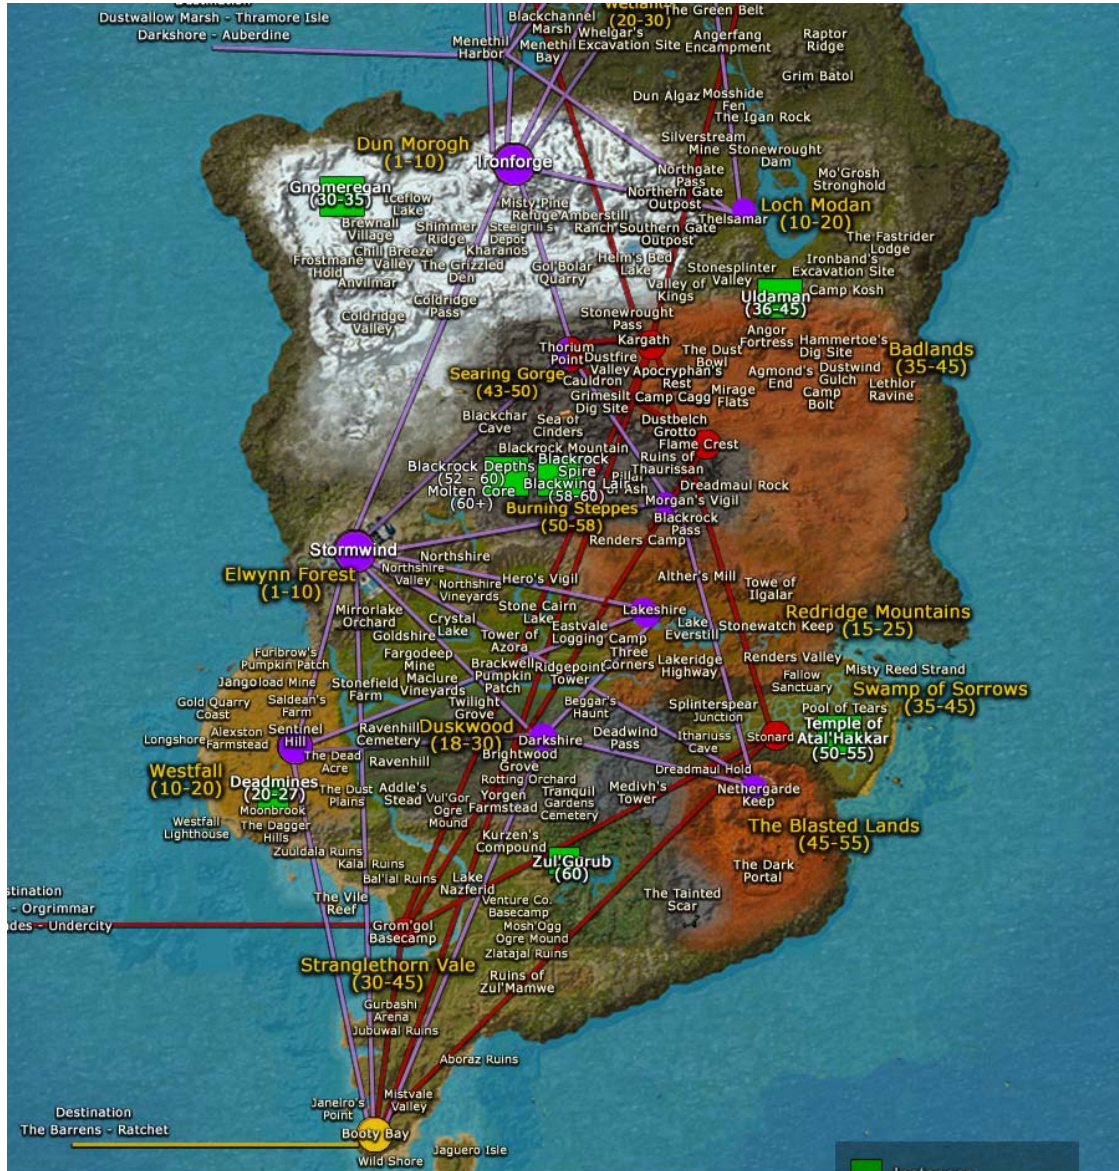 Destination
Dustwallow Marsh - Thramore Isle
Darkshore - Auberdine
Blackchannel
Marsh
Menethil
Harbor
Menethil
Bay
Wetlands
(20-30)
Whelgar's
Excavation Site
The Green Belt
Angerfang
Encampment
Raptor
Ridge
Grim Batol
Dun Algaz
Mosshide
Fen
The Igan Rock
Dun Morogh
(1-10)
Ironforge
Silverstream
Mine
Stonewrought
Dam
Mo'Grosh
Stronghold
Gnomeregan
(30-35)
Iceflow
Lake
Northgate
Pass
Northern Gate
Outpost
Thelsamar
Loch Modan
(10-20)
Misty Pine
Refuge
Amberstill
Ranch
Southern Gate
Outpost
Brewnall
Village
Shimmer
Ridge
Steelgrill's
Depot
Kharanos
Chill Breeze
Valley
The Grizzled
Den
Gol'Bolar
Quarry
Helm's Bed
Lake
The Fastrider
Lodge
Frostmane
Hold
Anvilmar
Stonesplinter
Valley
Ironband's
Excavation Site
Valley of
Kings
Uldaman
(36-45)
Camp Kosh
Coldridge
Pass
Coldridge
Valley
Stonewrought
Pass
Kargath
Thorium
Point
Dustfire
Valley
The Dust
Bowl
Angor
Fortress
Hammertoe's
Dig Site
Badlands
(35-45)
Searing Gorge
(43-50)
Cauldron
Apocryphan's
Rest
Agmond's
End
Dustwind
Gulch
Lethlor
Ravine
Grimesilt
Dig Site
Camp Cagg
Mirage
Flats
Camp
Bolt
Blackchar
Cave
Sea of
Cinders
Dustbelch
Grotto
Flame Crest
Blackrock Mountain
Ruins of
Thaurissan
Blackrock Depths
(52 - 60)
Molten Core
(60+)
Blackrock
Spire
Blackwing Lair
(58-60)
Pillar
of Ash
Dreadmaul Rock
Burning Steppes
(50-58)
Morgan's Vigil
Blackrock
Pass
Renders Camp
Stormwind
Elwynn Forest
(1-10)
Northshire
Northshire
Valley
Northshire
Vineyards
Hero's Vigil
Alther's Mill
Towe of
Ilgalar
Mirrorlake
Orchard
Crystal
Lake
Stone Cairn
Lake
Lakeshire
Lake
Everstill
Redridge Mountains
(15-25)
Stonewatch Keep
Goldshire
Tower of
Azora
Eastvale
Logging Camp
Three
Corners
Furlbrow's
Pumpkin Patch
Fargodeep
Mine
Maclure
Vineyards
Brackwell
Pumpkin
Patch
Ridgepoint
Tower
Lakeridge
Highway
Renders Valley
Misty Reed Strand
Jangoload Mine
Saldean's
Farm
Stonefield
Farm
Fallow
Sanctuary
Swamp of Sorrows
(35-45)
Gold Quarry
Coast
Twilight
Grove
Beggar's
Haunt
Splinterspear
Junction
Pool of Tears
Temple of
Atal'Hakkar
(50-55)
Longshore
Alexston
Farmstead
Sentinel
Hill
Ravenhill
Cemetery
Duskwood
(18-30)
Darkshire
Deadwind
Pass
Ithariuss
Cave
Stonard
The Dead
Acre
Ravenhill
Brightwood
Grove
Westfall
(10-20)
Deadmines
(20-27)
Moonbrook
The Dust
Plains
Addle's
Stead
Vul'Gor
Ogre
Mound
Rotting Orchard
Yorgen
Farmstead
Tranquil
Gardens
Cemetery
Medivh's
Tower
Dreadmaul Hold
Nethergarde
Keep
Westfall
Lighthouse
The Dagger
Hills
The Blasted Lands
(45-55)
Zuuldala Ruins
Kalai Ruins
Bal'lal Ruins
Kurzen's
Compound
Zul'Gurub
(60)
The Dark
Portal
The Vile
Reef
Lake
Nazferid
The Tainted
Scar
stination
- Orgrimmar
ades - Undercity
Grom'gol
Basecamp
Venture Co.
Basecamp
Mosh'Ogg
Ogre Mound
Zlatajal Ruins
Stranglethorn Vale
(30-45)
Ruins of
Zul'Mamwe
Gurbashi
Arena
Jubuwal Ruins
Aboraz Ruins
Mistvale
Valley
Janeiro's
Point
Destination
The Barrens - Ratchet
Booty Bay
Wild Shore
Jaguero Isle